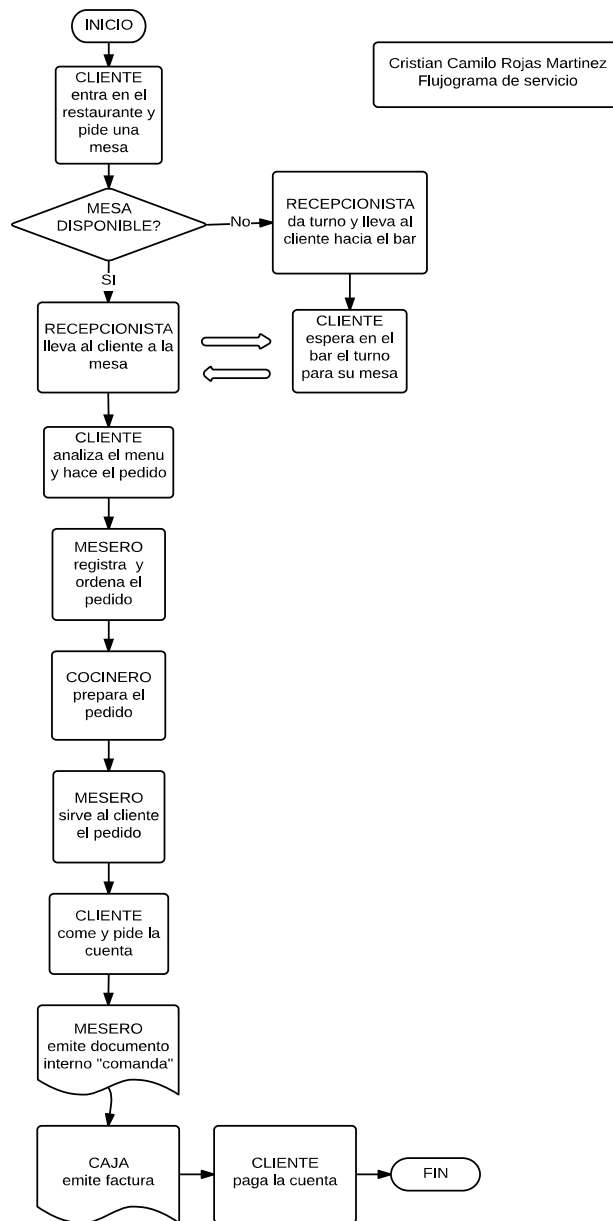 INICIO
Cristian Camilo Rojas Martinez
Flujograma de servicio
CLIENTE
entra en el
restaurante y
pide una
mesa
MESA
DISPONIBLE?
No
RECEPCIONISTA
da turno y lleva al
cliente hacia el bar
SI
RECEPCIONISTA
lleva al cliente a la
mesa
CLIENTE
espera en el
bar el turno
para su mesa
CLIENTE
analiza el menu
y hace el pedido
MESERO
registra y
ordena el
pedido
COCINERO
prepara el
pedido
MESERO
sirve al cliente
el pedido
CLIENTE
come y pide la
cuenta
MESERO
emite documento
interno "comanda"
CAJA
emite factura
CLIENTE
paga la cuenta
FIN